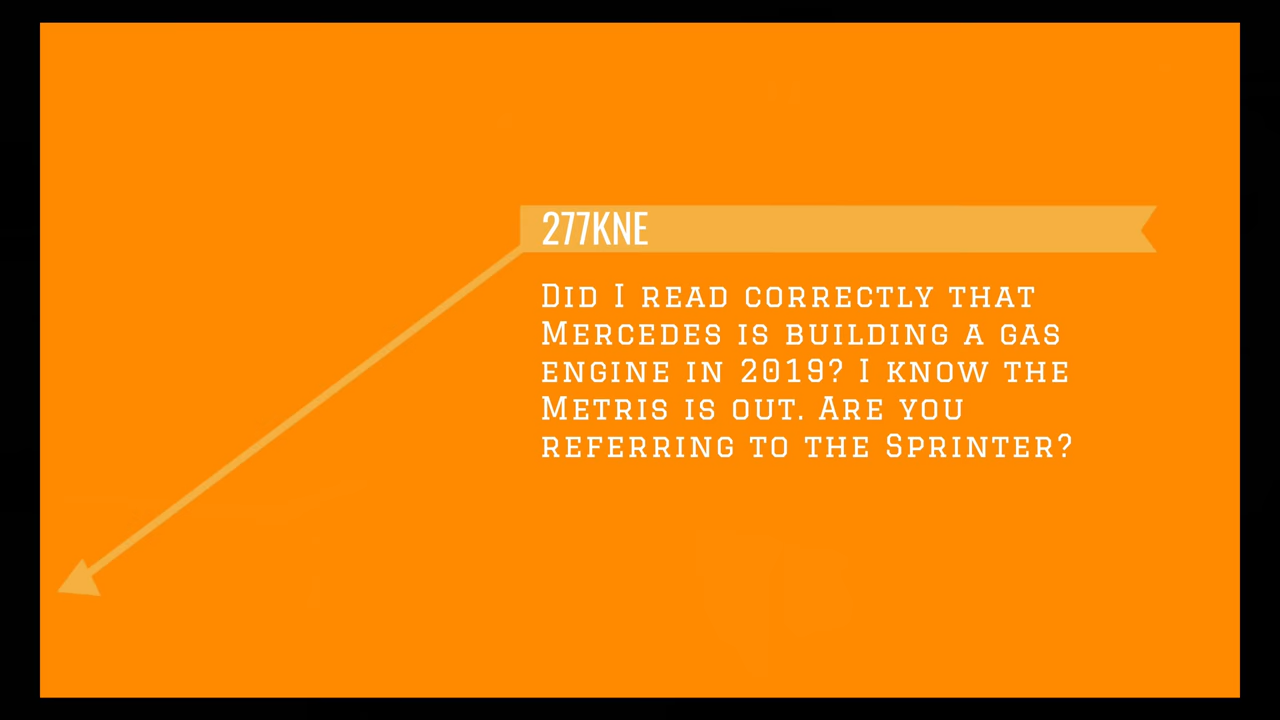 277KNE
Did I read correctly that
Mercedes is building a gas
engine in 2019? I know the
Metris is out. Are you
referring to the Sprinter?